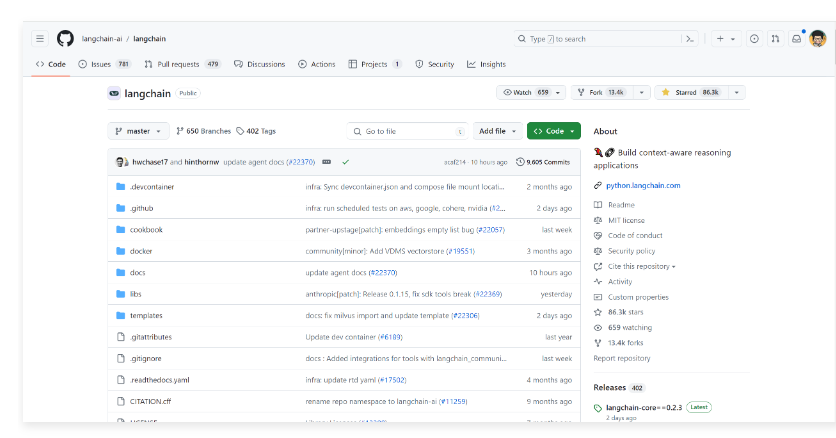 langchain-ai / langchain
Type / to search
Code Issues 781 Pull requests 479 Discussions Actions Projects 1 Security Insights
langchain Public
Watch 659 Fork 13.4k Starred 86.3k
master 650 Branches 402 Tags Go to file t Add file Code
hwchase17 and hinthornw update agent docs (#22370) acaf214 · 10 hours ago 9,605 Commits
.devcontainer infra: Sync devcontainer.json and compose file mount locati... 2 months ago
.github infra: run scheduled tests on aws, google, cohere, nvidia (#2... 2 days ago
cookbook partner-upstage[patch]: embeddings empty list bug (#22057) last week
docker community[minor]: Add VDMS vectorstore (#19551) 3 months ago
docs update agent docs (#22370) 10 hours ago
libs anthropic[patch]: Release 0.1.15, fix sdk tools break (#22369) yesterday
templates docs: fix milvus import and update template (#22306) 2 days ago
.gitattributes Update dev container (#6189) last year
.gitignore docs : Added integrations for tools with langchain_communi... last week
.readthedocs.yaml infra: update rtd yaml (#17502) 4 months ago
CITATION.cff rename repo namespace to langchain-ai (#11259) 9 months ago
About
Build context-aware reasoning
applications
python.langchain.com
Readme
MIT license
Code of conduct
Security policy
Cite this repository
Activity
Custom properties
86.3k stars
659 watching
13.4k forks
Report repository
Releases 402
langchain-core==0.2.3 Latest
2 days ago